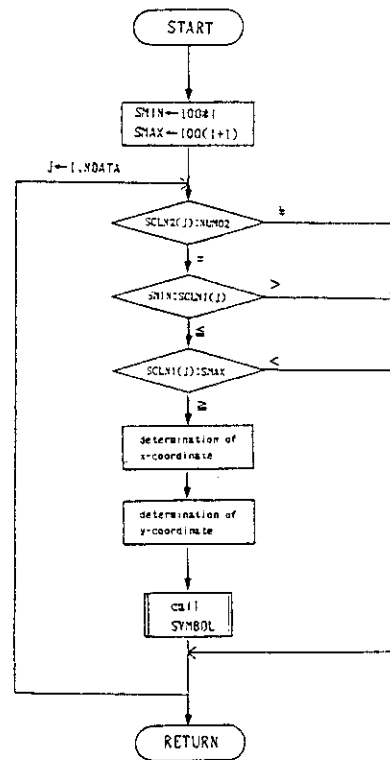 START
SMIN←100*I
SMAX←100(I+1)
J←1,NDATA
SCLN2(J):NUM02
≠
=
SMIN:SCLN1(J)
>
≦
SCLN1(J):SMAX
<
≧
determination of
x-coordinate
determination of
y-coordinate
call
SYMBOL
RETURN